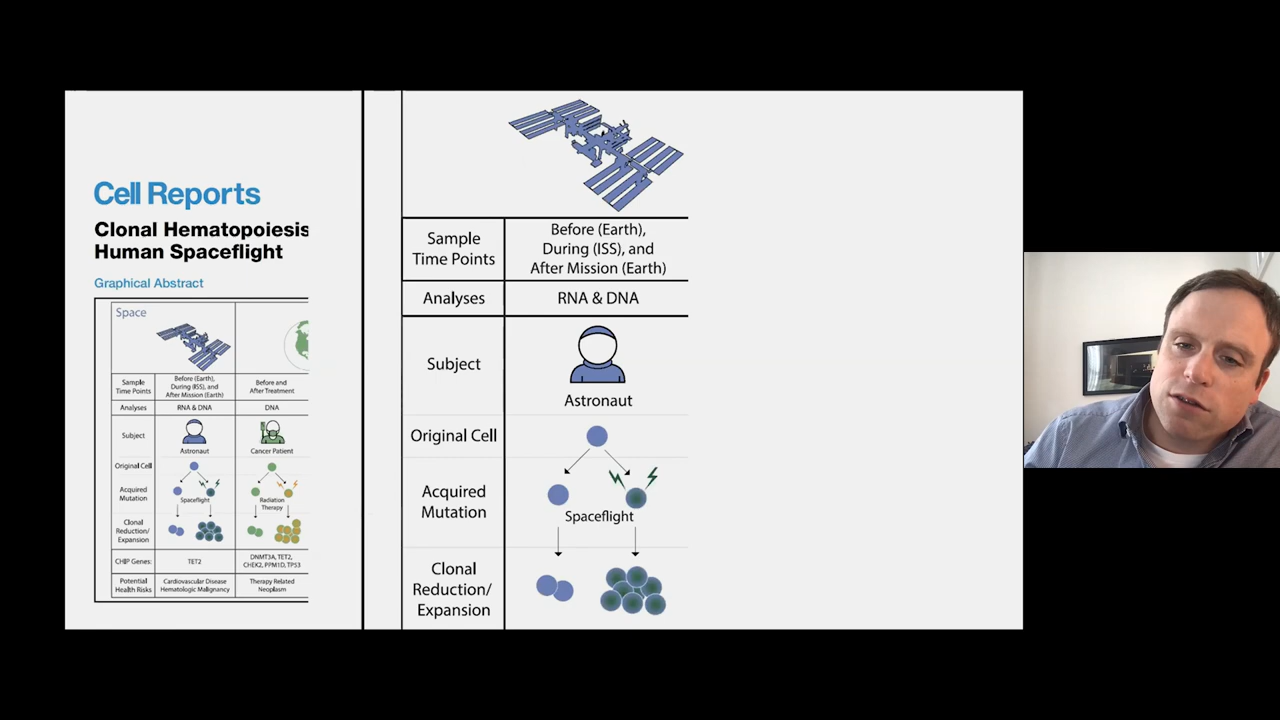 Cell Reports
Clonal Hematopoiesis
Human Spaceflight
Graphical Abstract
Space
Sample
Time Points
Before (Earth),
During (ISS), and
After Mission (Earth)
Before and
After Treatment
Analyses
RNA & DNA
DNA
Subject
Astronaut
Cancer Patient
Original Cell
Acquired
Mutation
Spaceflight
Radiation
Therapy
Clonal
Reduction/
Expansion
CHIP Genes:
TET2
DNMT3A, TET2,
CHEK2, PPM1D, TP53
Potential
Health Risks
Cardiovascular Disease
Hematologic Malignancy
Therapy Related
Neoplasm
Sample
Time Points
Before (Earth),
During (ISS), and
After Mission (Earth)
Analyses
RNA & DNA
Subject
Astronaut
Original Cell
Acquired
Mutation
Spaceflight
Clonal
Reduction/
Expansion